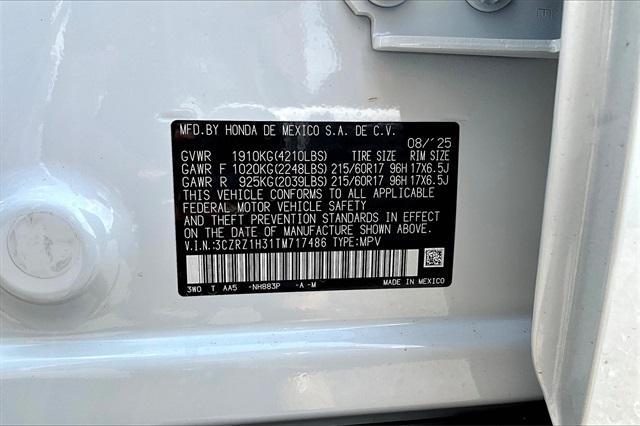 MFD.BY HONDA DE MEXICO S.A. DE C.V.
08/'25
GVWR 1910KG(4210LBS) TIRE SIZE RIM SIZE
GAWR F 1020KG(2248LBS) 215/60R17 96H 17X6.5J
GAWR R 925KG(2039LBS) 215/60R17 96H 17X6.5J
THIS VEHICLE CONFORMS TO ALL APPLICABLE
FEDERAL MOTOR VEHICLE SAFETY
AND THEFT PREVENTION STANDARDS IN EFFECT
ON THE DATE OF MANUFACTURE SHOWN ABOVE.
V.I.N:3CZRZ1H31TM717486 TYPE:MPV
3W0 T AA5 -NH883P -A -M MADE IN MEXICO